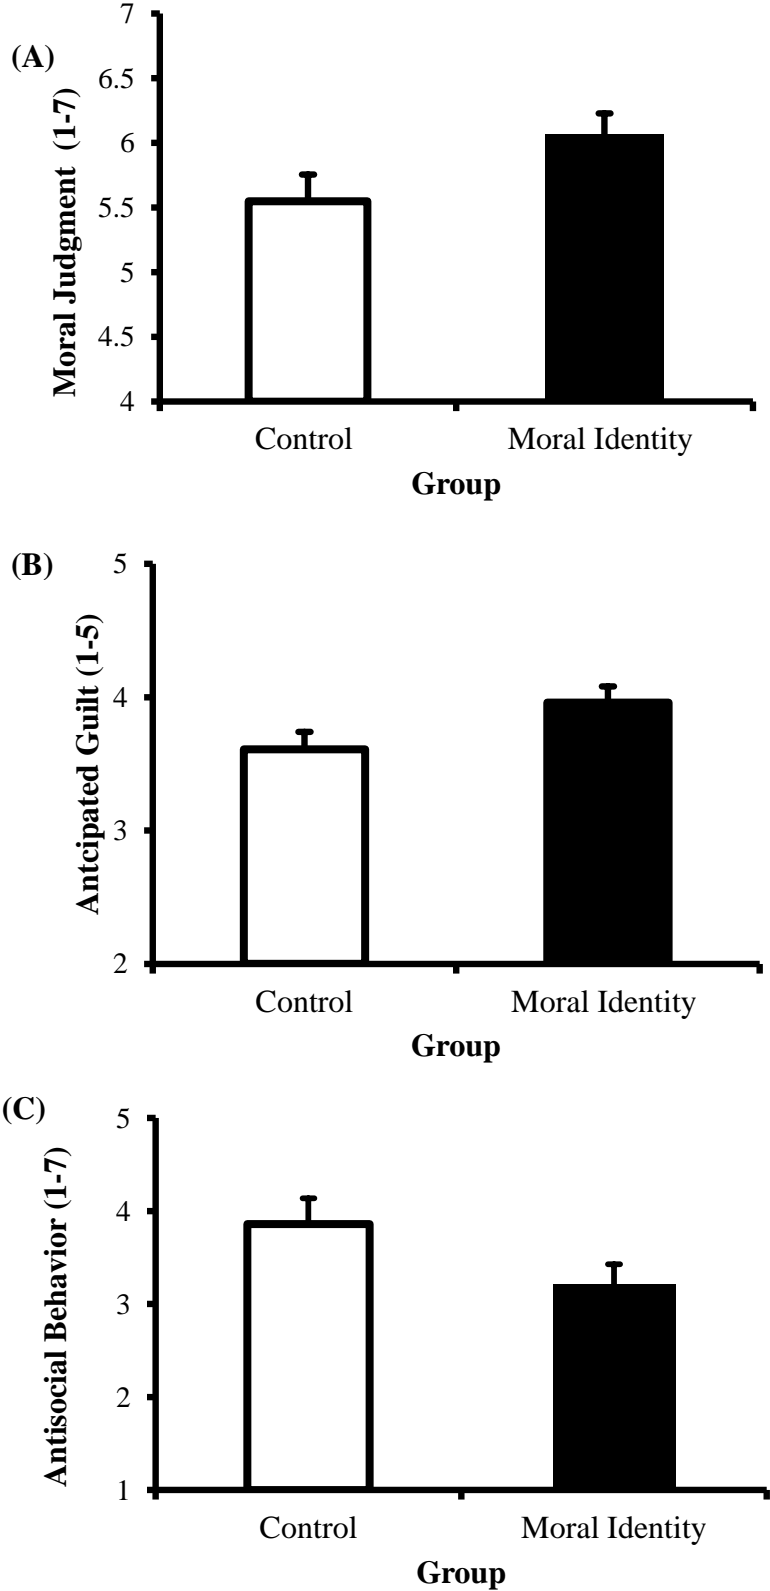 (A)
Moral Judgment (1-7)
7
6.5
6
5.5
5
4.5
4
Control Moral Identity
Group
(B)
Antcipated Guilt (1-5)
5
4
3
2
Control Moral Identity
Group
(C)
Antisocial Behavior (1-7)
5
4
3
2
1
Control Moral Identity
Group